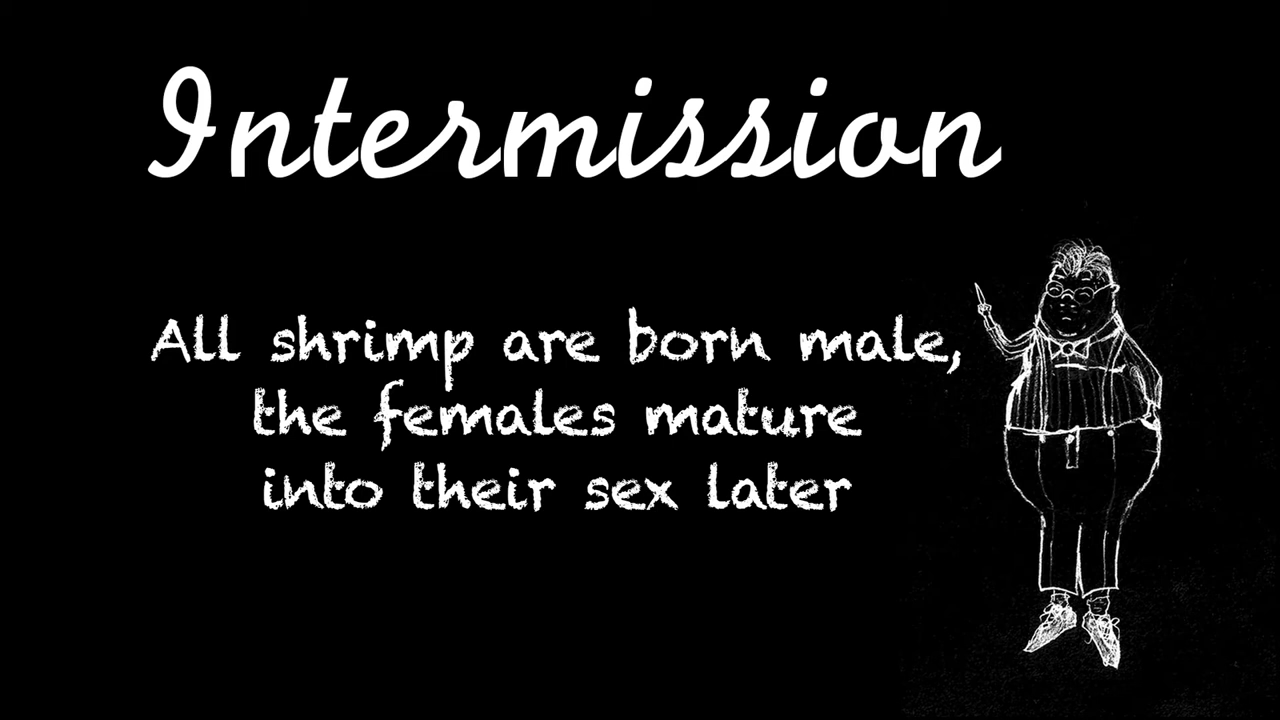 Intermission
All shrimp are born male,
the females mature
into their sex later